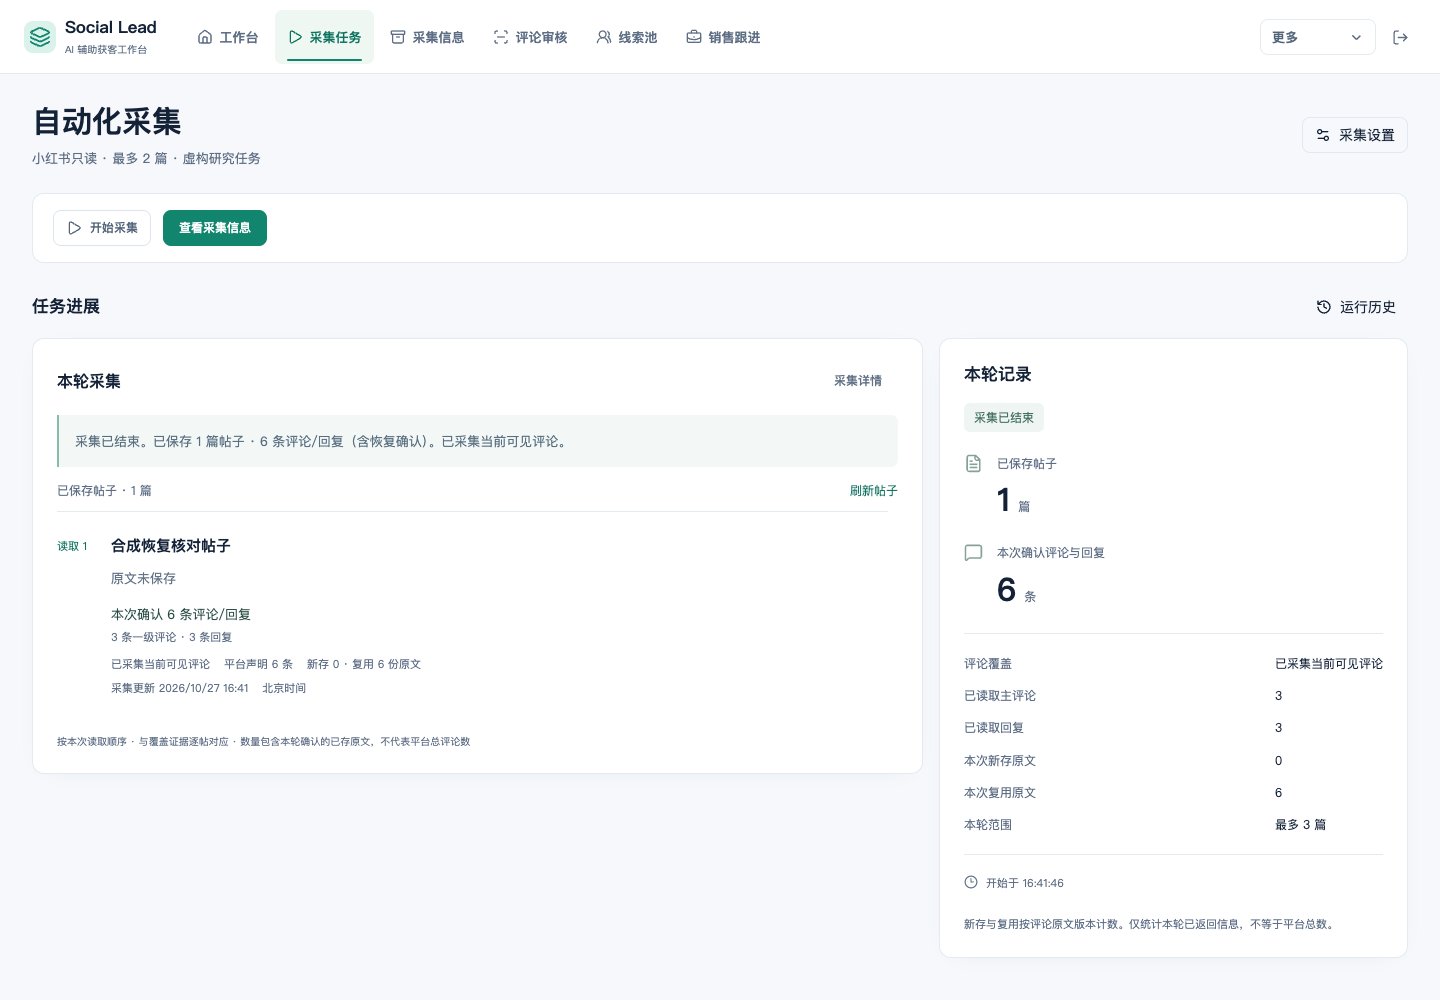 Social Lead
AI 辅助获客工作台
工作台
采集任务
采集信息
评论审核
线索池
销售跟进
更多
自动化采集
小红书只读 · 最多 2 篇 · 虚构研究任务
采集设置
开始采集
查看采集信息
任务进展
运行历史
本轮采集
采集详情
采集已结束。已保存 1 篇帖子 · 6 条评论/回复（含恢复确认）。已采集当前可见评论。
已保存帖子 · 1 篇
刷新帖子
读取 1
合成恢复核对帖子
原文未保存
本次确认 6 条评论/回复
3 条一级评论 · 3 条回复
已采集当前可见评论 平台声明 6 条 新存 0 · 复用 6 份原文
采集更新 2026/10/27 16:41 北京时间
按本次读取顺序 · 与覆盖证据逐帖对应 · 数量包含本轮确认的已存原文，不代表平台总评论数
本轮记录
采集已结束
已保存帖子
1 篇
本次确认评论与回复
6 条
评论覆盖 已采集当前可见评论
已读取主评论 3
已读取回复 3
本次新存原文 0
本次复用原文 6
本轮范围 最多 3 篇
开始于 16:41:46
新存与复用按评论原文版本计数。仅统计本轮已返回信息，不等于平台总数。